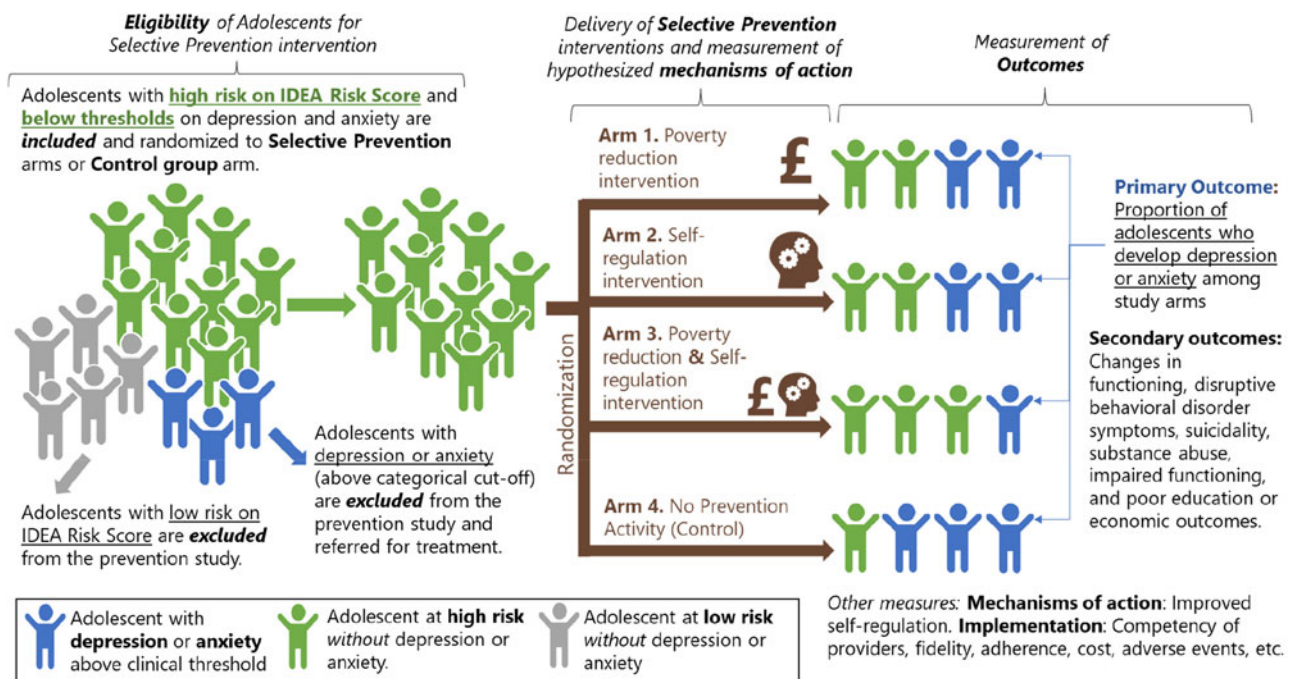 Eligibility of Adolescents for
Selective Prevention intervention
Adolescents with high risk on IDEA Risk Score and
below thresholds on depression and anxiety are
included and randomized to Selective Prevention
arms or Control group arm.
Adolescents with low risk on
IDEA Risk Score are excluded
from the prevention study.
Adolescents with
depression or anxiety
(above categorical cut-off)
are excluded from the
prevention study and
referred for treatment.
Delivery of Selective Prevention
interventions and measurement of
hypothesized mechanisms of action
Randomization
Arm 1. Poverty
reduction
intervention
£
Arm 2. Self-
regulation
intervention
Arm 3. Poverty
reduction & Self-
regulation
intervention
£
Arm 4. No Prevention
Activity (Control)
Measurement of
Outcomes
Primary Outcome:
Proportion of
adolescents who
develop depression
or anxiety among
study arms
Secondary outcomes:
Changes in
functioning, disruptive
behavioral disorder
symptoms, suicidality,
substance abuse,
impaired functioning,
and poor education or
economic outcomes.
Adolescent with
depression or anxiety
above clinical threshold
Adolescent at high risk
without depression or
anxiety.
Adolescent at low risk
without depression or
anxiety
Other measures: Mechanisms of action: Improved
self-regulation. Implementation: Competency of
providers, fidelity, adherence, cost, adverse events, etc.